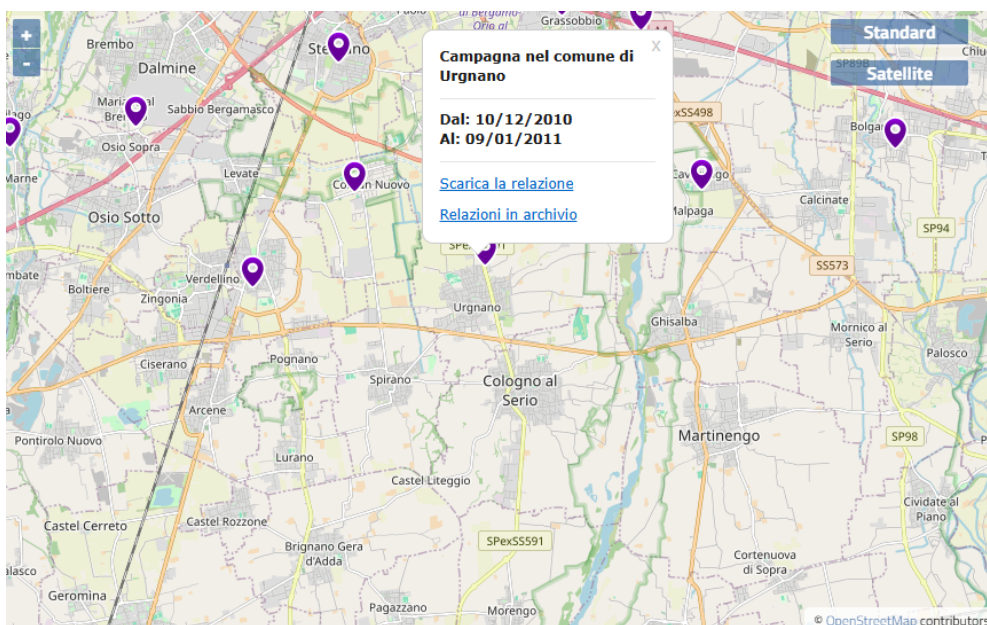 +
-
Standard
Satellite
x
Campagna nel comune di
Urgnano
Dal: 10/12/2010
Al: 09/01/2011
Scarica la relazione
Relazioni in archivio
Grassobbio
Brembo
Dalmine
Sabbio Bergamasco
Osio Sopra
Levate
Osio Sotto
Verdellino
Boltiere
Zingonia
Ciserano
Arcene
Pognano
Spirano
Urgnano
Cologno al
Serio
Ghisalba
Malpaga
Calcinate
SP94
SS573
Mornico al
Serio
Palosco
Martinengo
SP98
Cividate al
Piano
Pontirolo Nuovo
Lurano
Castel Liteggio
Castel Cerreto
Castel Rozzone
Brignano Gera
d'Adda
SPexSS591
Cortenuova
di Sopra
Geromina
Pagazzano
Morengo
© OpenStreetMap contributors